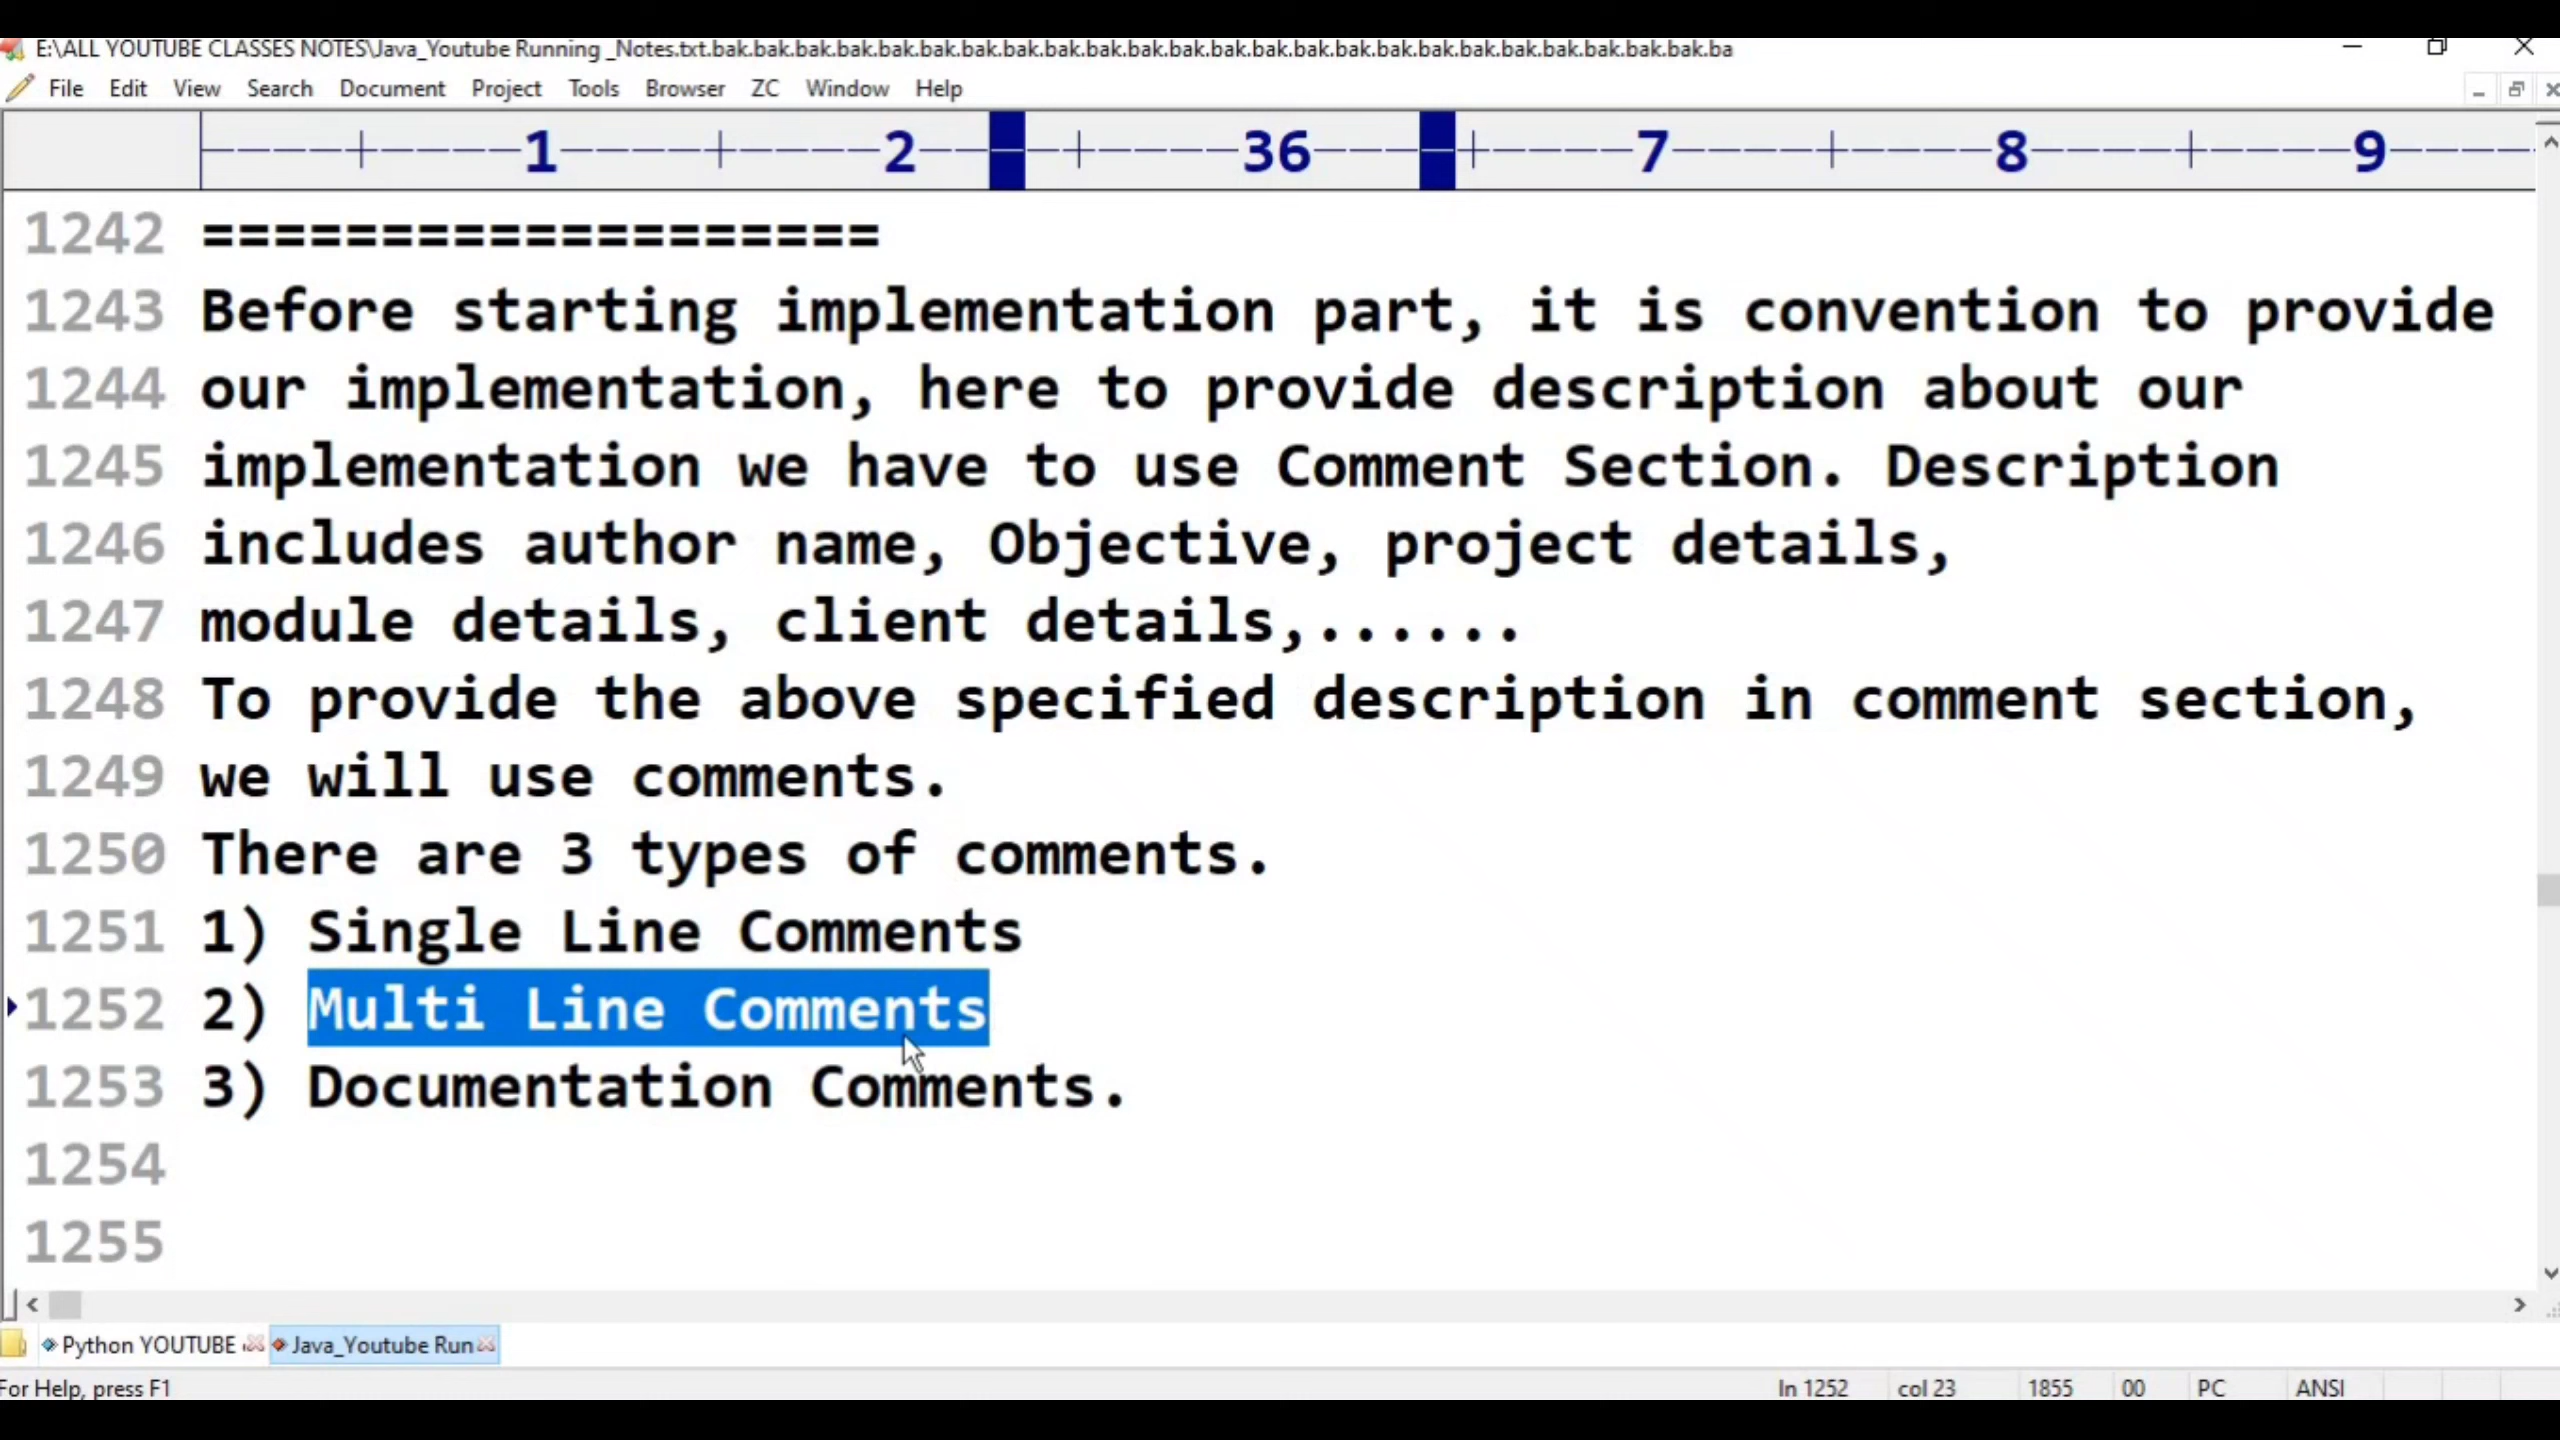 E:\ALL YOUTUBE CLASSES NOTES\Java_Youtube Running _Notes.txt.bak.bak.bak.bak.bak.bak.bak.bak.bak.bak.bak.bak.bak.bak.bak.bak.bak.bak.bak.bak.bak.bak.bak.bak.ba
File Edit View Search Document Project Tools Browser ZC Window Help
1 2 36 7 8 9
1242 ===================
1243 Before starting implementation part, it is convention to provide
1244 our implementation, here to provide description about our
1245 implementation we have to use Comment Section. Description
1246 includes author name, Objective, project details,
1247 module details, client details,......
1248 To provide the above specified description in comment section,
1249 we will use comments.
1250 There are 3 types of comments.
1251 1) Single Line Comments
1252 2) Multi Line Comments
1253 3) Documentation Comments.
1254
1255
Python YOUTUBE Java_Youtube Run
For Help, press F1 ln 1252 col 23 1855 00 PC ANSI